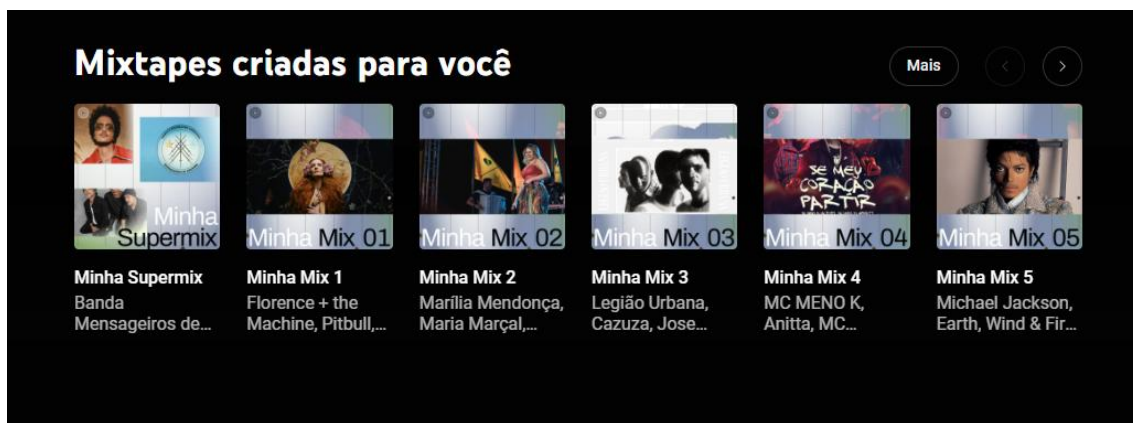 Mixtapes criadas para você
Mais
Minha
Supermix
Minha Mix 01
Minha Mix 02
Minha Mix 03
SE MEU
CORAÇÃO
PARTIR
Minha Mix 04
Minha Mix 05
Minha Supermix
Banda
Mensageiros de...
Minha Mix 1
Florence + the
Machine, Pitbull,...
Minha Mix 2
Marília Mendonça,
Maria Marçal,...
Minha Mix 3
Legião Urbana,
Cazuza, Jose...
Minha Mix 4
MC MENO K,
Anitta, MC...
Minha Mix 5
Michael Jackson,
Earth, Wind & Fir...